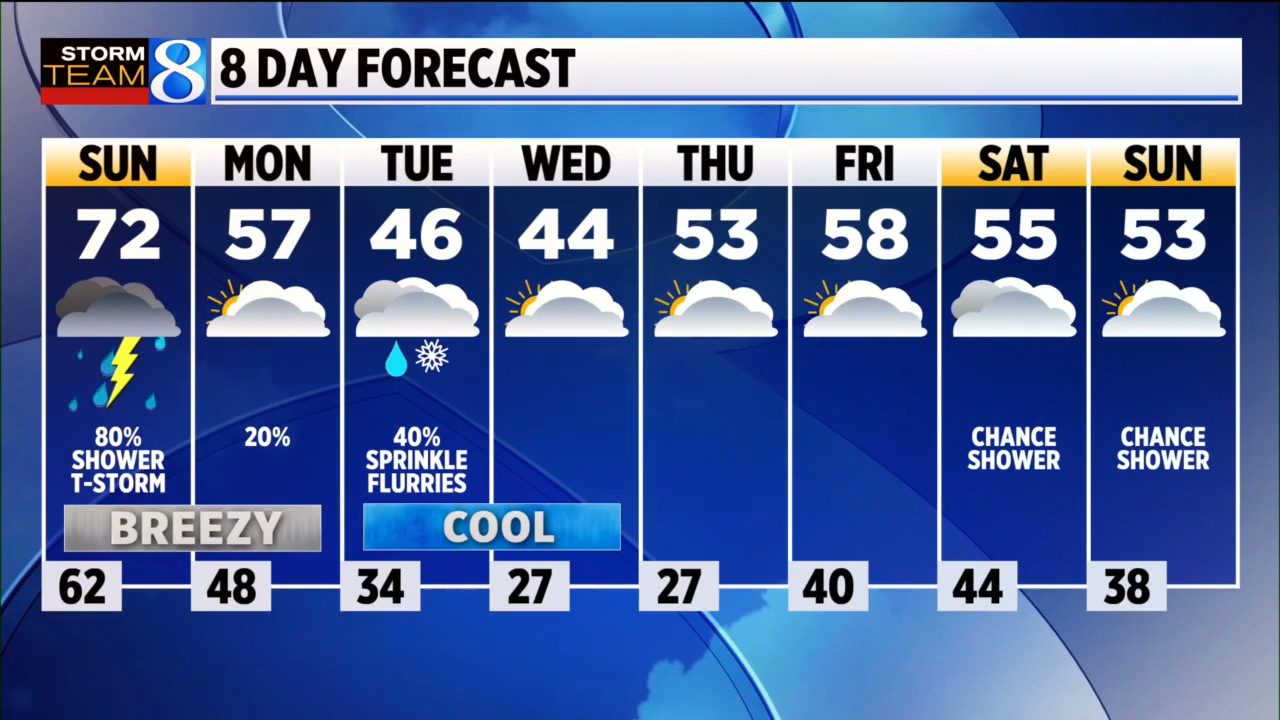 STORM
TEAM
8
8 DAY FORECAST
SUN MON TUE WED THU FRI SAT SUN
72 57 46 44 53 58 55 53
80%
SHOWER
T-STORM
20%
40%
SPRINKLE
FLURRIES
CHANCE
SHOWER
CHANCE
SHOWER
BREEZY
COOL
62 48 34 27 27 40 44 38